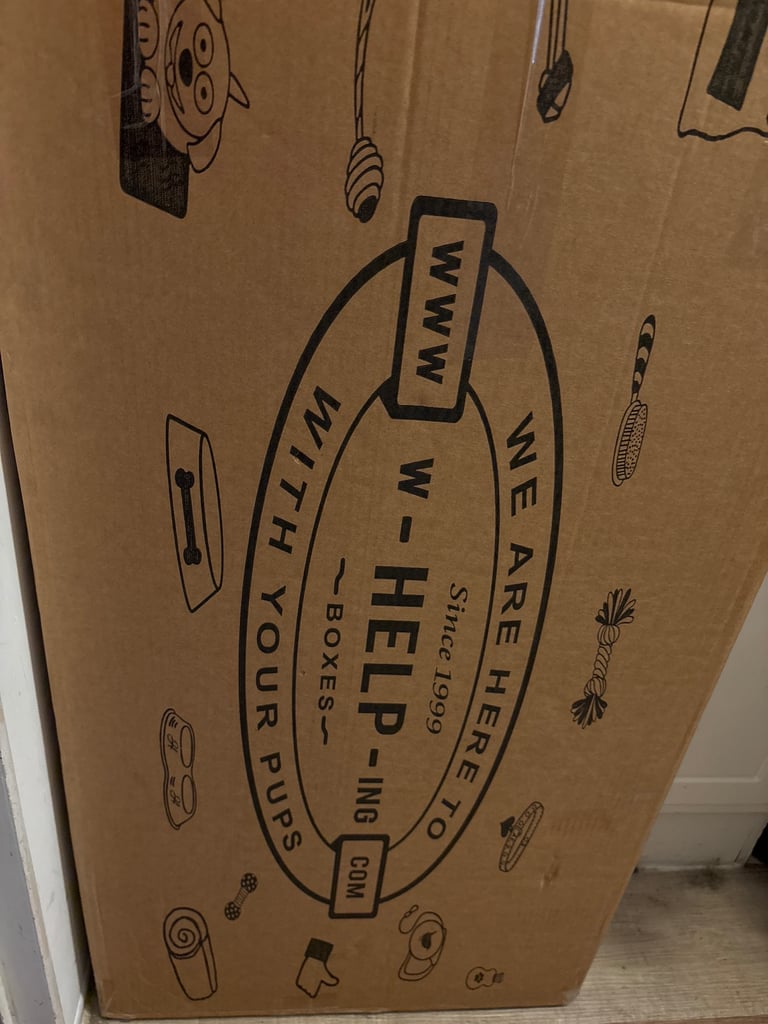 WE ARE HERE TO
WWW
Since 1999
W-HELP-ING
~BOXES~
COM
WITH YOUR PUPS